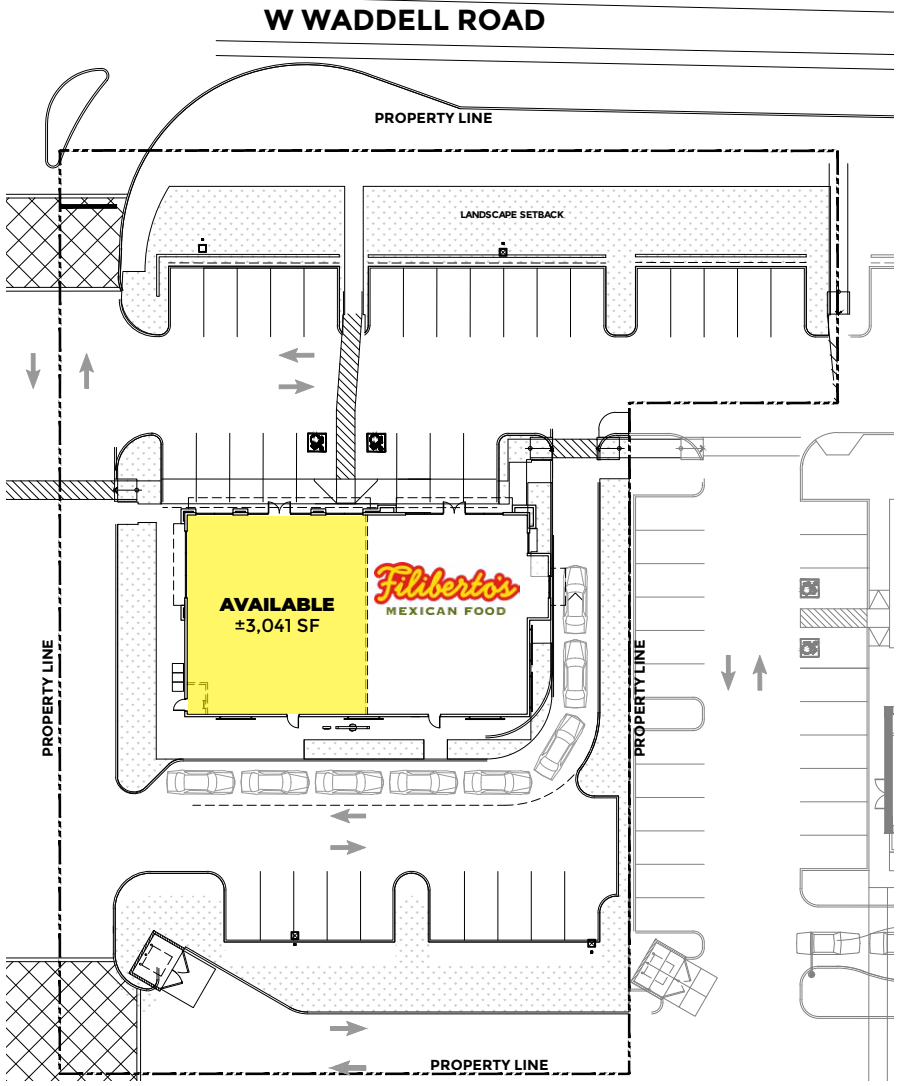 W WADDELL ROAD
PROPERTY LINE
LANDSCAPE SETBACK
AVAILABLE
±3,041 SF
Filiberto's
MEXICAN FOOD
PROPERTY LINE
PROPERTY LINE
PROPERTY LINE